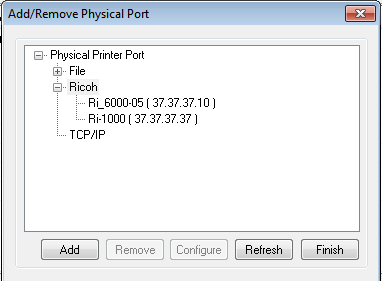 Add/Remove Physical Port
Physical Printer Port
File
Ricoh
Ri_6000-05 ( 37.37.37.10 )
Ri-1000 ( 37.37.37.37 )
TCP/IP
Add Remove Configure Refresh Finish